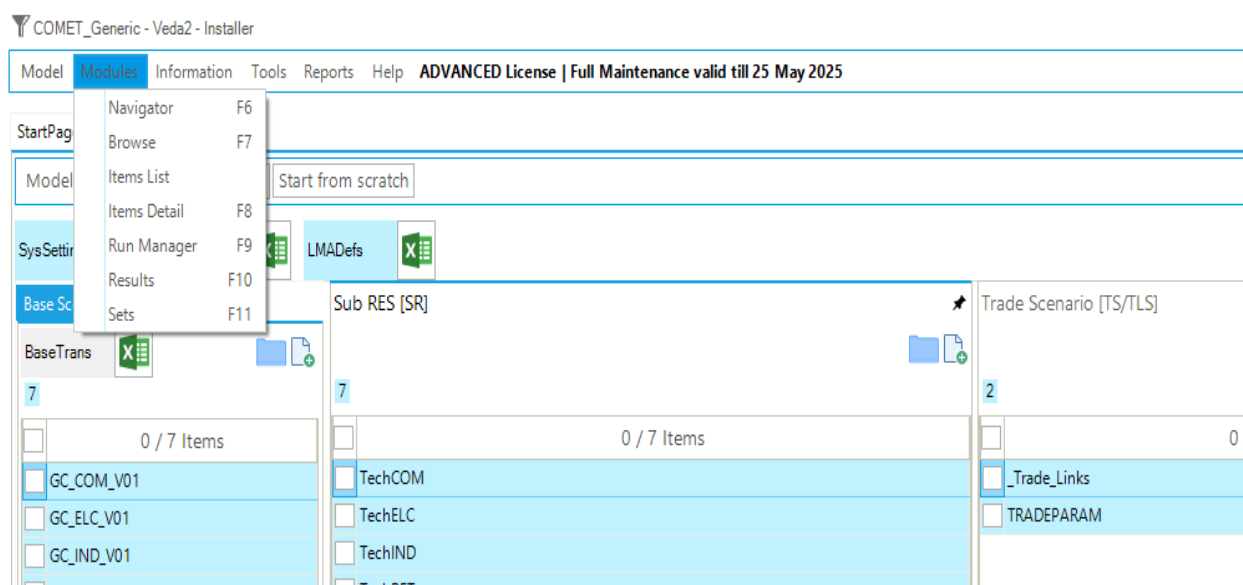 COMET_Generic - Veda2 - Installer
Model Modules Information Tools Reports Help ADVANCED License | Full Maintenance valid till 25 May 2025
Navigator F6
Browse F7
Items List
Items Detail F8
Run Manager F9
Results F10
Sets F11
StartPag
Model
Start from scratch
SysSettin
LMADefs
Base Sc
Sub RES [SR]
Trade Scenario [TS/TLS]
BaseTrans
7
7
2
0 / 7 Items
0 / 7 Items
0
GC_COM_V01
TechCOM
_Trade_Links
GC_ELC_V01
TechELC
TRADEPARAM
GC_IND_V01
TechIND